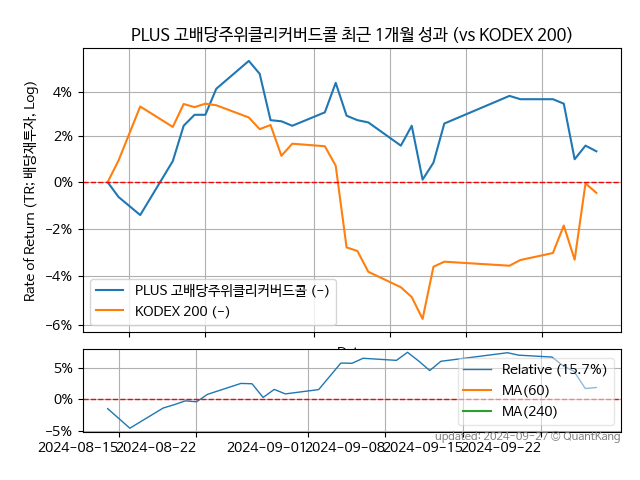 PLUS 고배당주위클리커버드콜 최근 1개월 성과 (vs KODEX 200)
Rate of Return (TR: 배당재투자, Log)
4%
2%
0%
−2%
−4%
−6%
PLUS 고배당주위클리커버드콜 (-)
KODEX 200 (-)
5%
0%
−5%
Relative (15.7%)
MA(60)
MA(240)
updated: 2024-09-27 © QuantKang
2024-08-15 2024-08-22 2024-09-01 2024-09-08 2024-09-15 2024-09-22